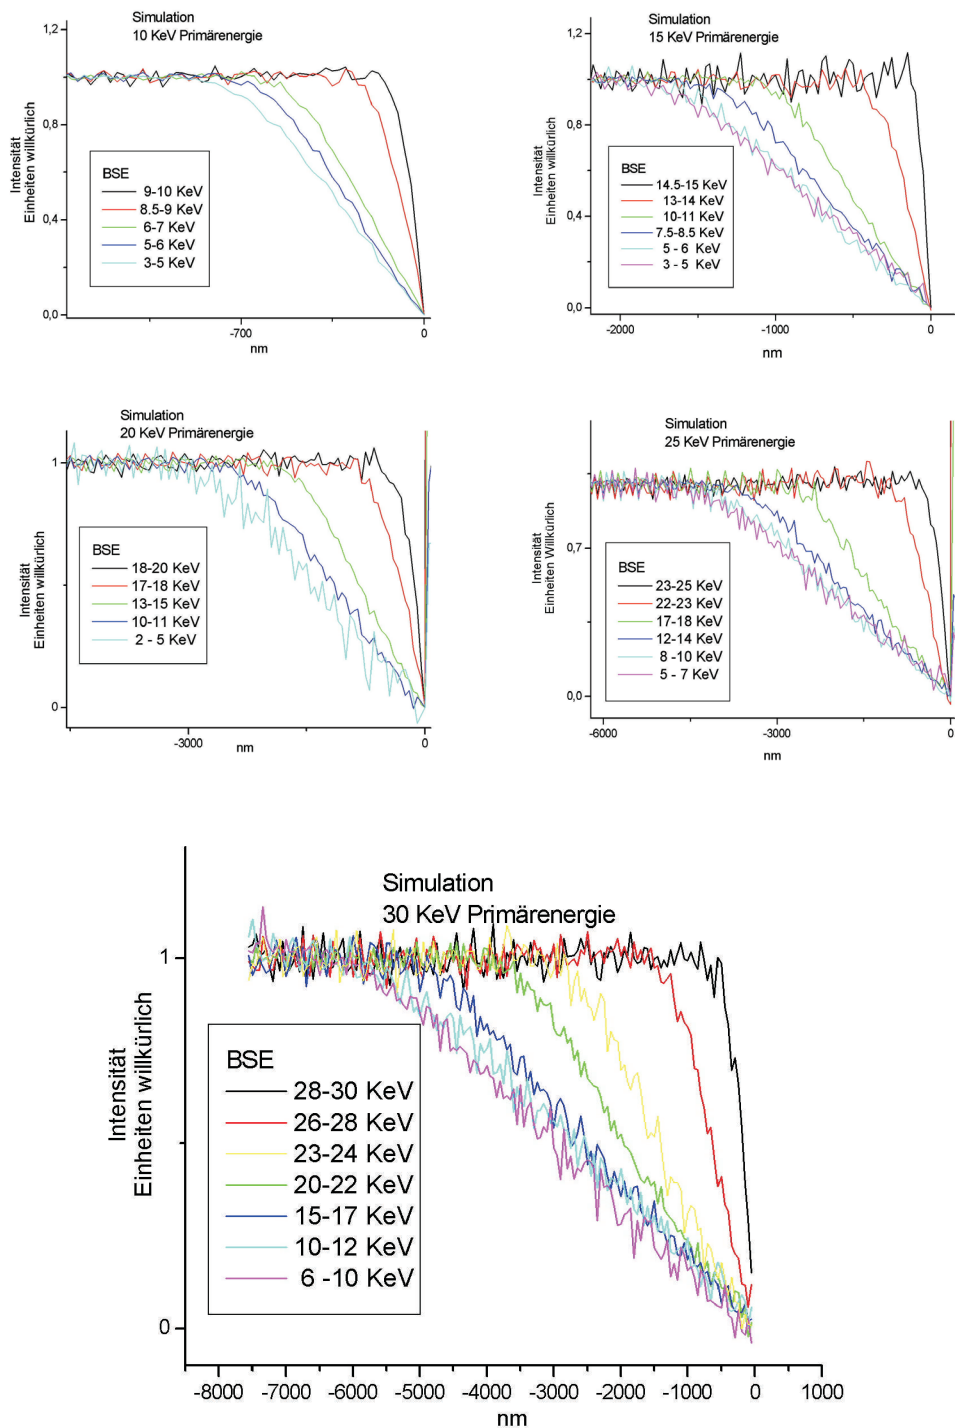 Simulation
10 KeV Primärenergie
1,2
0,8
0,4
0,0
Intensität
Einheiten willkürlich
BSE
9-10 KeV
8.5-9 KeV
6-7 KeV
5-6 KeV
3-5 KeV
-700
0
nm
Simulation
15 KeV Primärenergie
1,2
0,8
0,4
0,0
Intensität
Einheiten willkürlich
BSE
14.5-15 KeV
13-14 KeV
10-11 KeV
7.5-8.5 KeV
5 - 6 KeV
3 - 5 KeV
-2000
-1000
0
nm
Simulation
20 KeV Primärenergie
1
0
Intensität
Einheiten willkürlich
BSE
18-20 KeV
17-18 KeV
13-15 KeV
10-11 KeV
2 - 5 KeV
-3000
0
nm
Simulation
25 KeV Primärenergie
0,7
0,0
Intensität
Einheiten Willkürlich
BSE
23-25 KeV
22-23 KeV
17-18 KeV
12-14 KeV
8 -10 KeV
5 - 7 KeV
-6000
-3000
0
nm
Simulation
30 KeV Primärenergie
1
0
Intensität
Einheiten willkürlich
BSE
28-30 KeV
26-28 KeV
23-24 KeV
20-22 KeV
15-17 KeV
10-12 KeV
6 -10 KeV
-8000 -7000 -6000 -5000 -4000 -3000 -2000 -1000 0 1000
nm